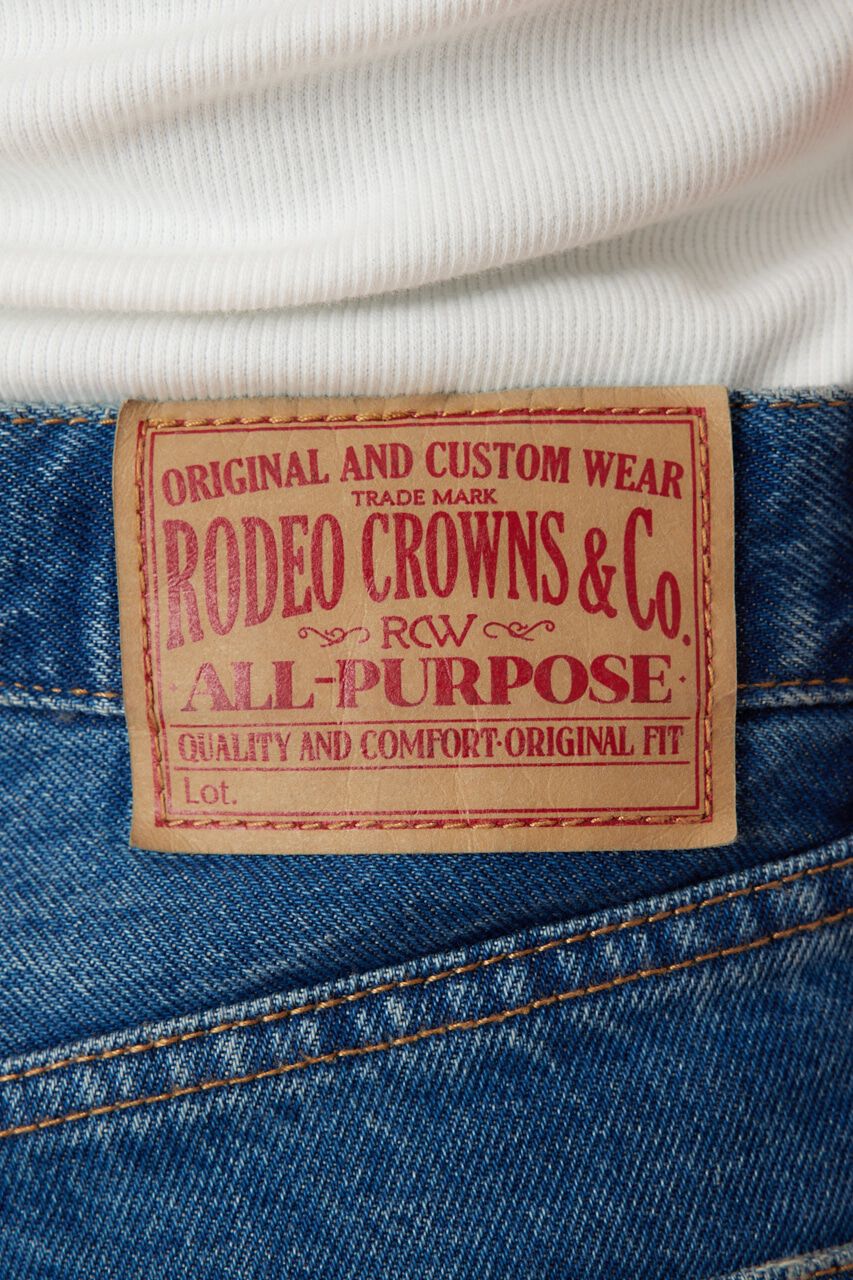 ORIGINAL AND CUSTOM WEAR
TRADE MARK
RODEO CROWNS & Co.
RCW
·ALL-PURPOSE·
QUALITY AND COMFORT·ORIGINAL FIT
Lot.